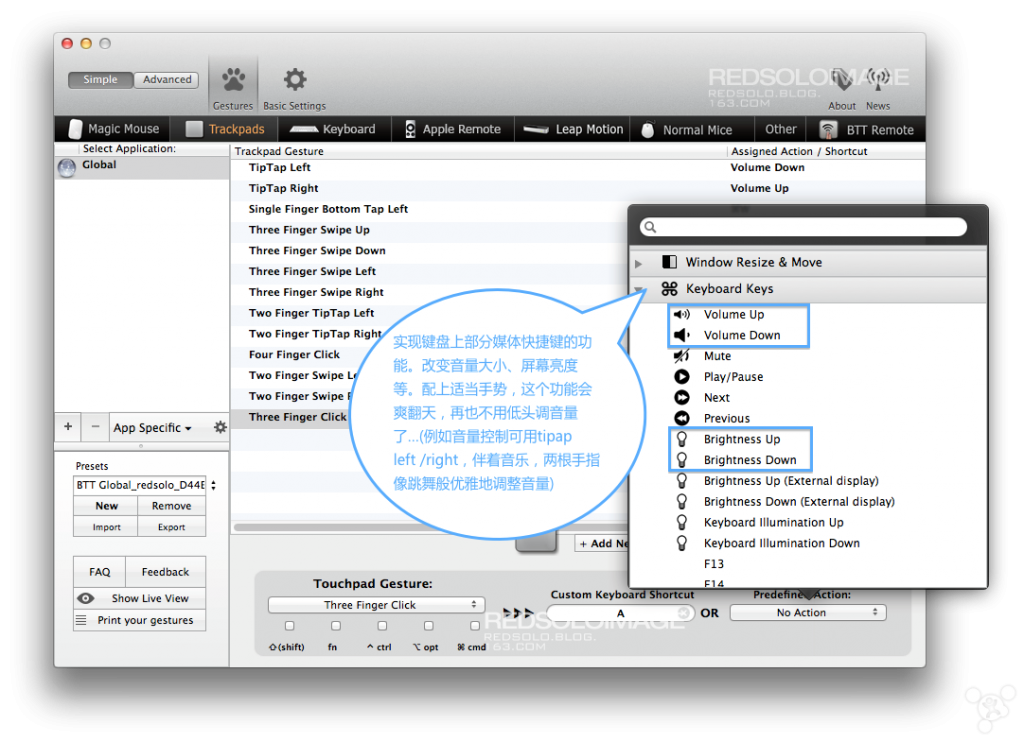 Simple Advanced
Gestures Basic Settings
REDSOLOIMAGE
REDSOLO.BLOG.
163.COM
About News
Magic Mouse Trackpads Keyboard Apple Remote Leap Motion Normal Mice Other BTT Remote
Select Application:
Global
Trackpad Gesture Assigned Action / Shortcut
TipTap Left Volume Down
TipTap Right Volume Up
Single Finger Bottom Tap Left
Three Finger Swipe Up
Three Finger Swipe Down
Three Finger Swipe Left
Three Finger Swipe Right
Two Finger TipTap Left
Two Finger TipTap Right
Four Finger Click
Two Finger Swipe Le
Two Finger Swipe
Three Finger Click
Window Resize & Move
Keyboard Keys
Volume Up
Volume Down
Mute
Play/Pause
Next
Previous
Brightness Up
Brightness Down
Brightness Up (External display)
Brightness Down (External display)
Keyboard Illumination Up
Keyboard Illumination Down
F13
F14
实现键盘上部分媒体快捷键的功
能。改变音量大小、屏幕亮度
等。配上适当手势，这个功能会
爽翻天，再也不用低头调音量
了...(例如音量控制可用tipap
left /right，伴着音乐，两根手指
像跳舞般优雅地调整音量)
+ − App Specific
Presets
BTT Global_redsolo_D44E
New Remove
Import Export
FAQ Feedback
Show Live View
Print your gestures
+ Add Ne
Touchpad Gesture:
Three Finger Click
⇧(shift) fn ^ ctrl ⌥ opt ⌘ cmd
Custom Keyboard Shortcut
A
OR
Predefined Action:
No Action
REDSOLOIMAGE
REDSOLO.BLOG.
163.COM